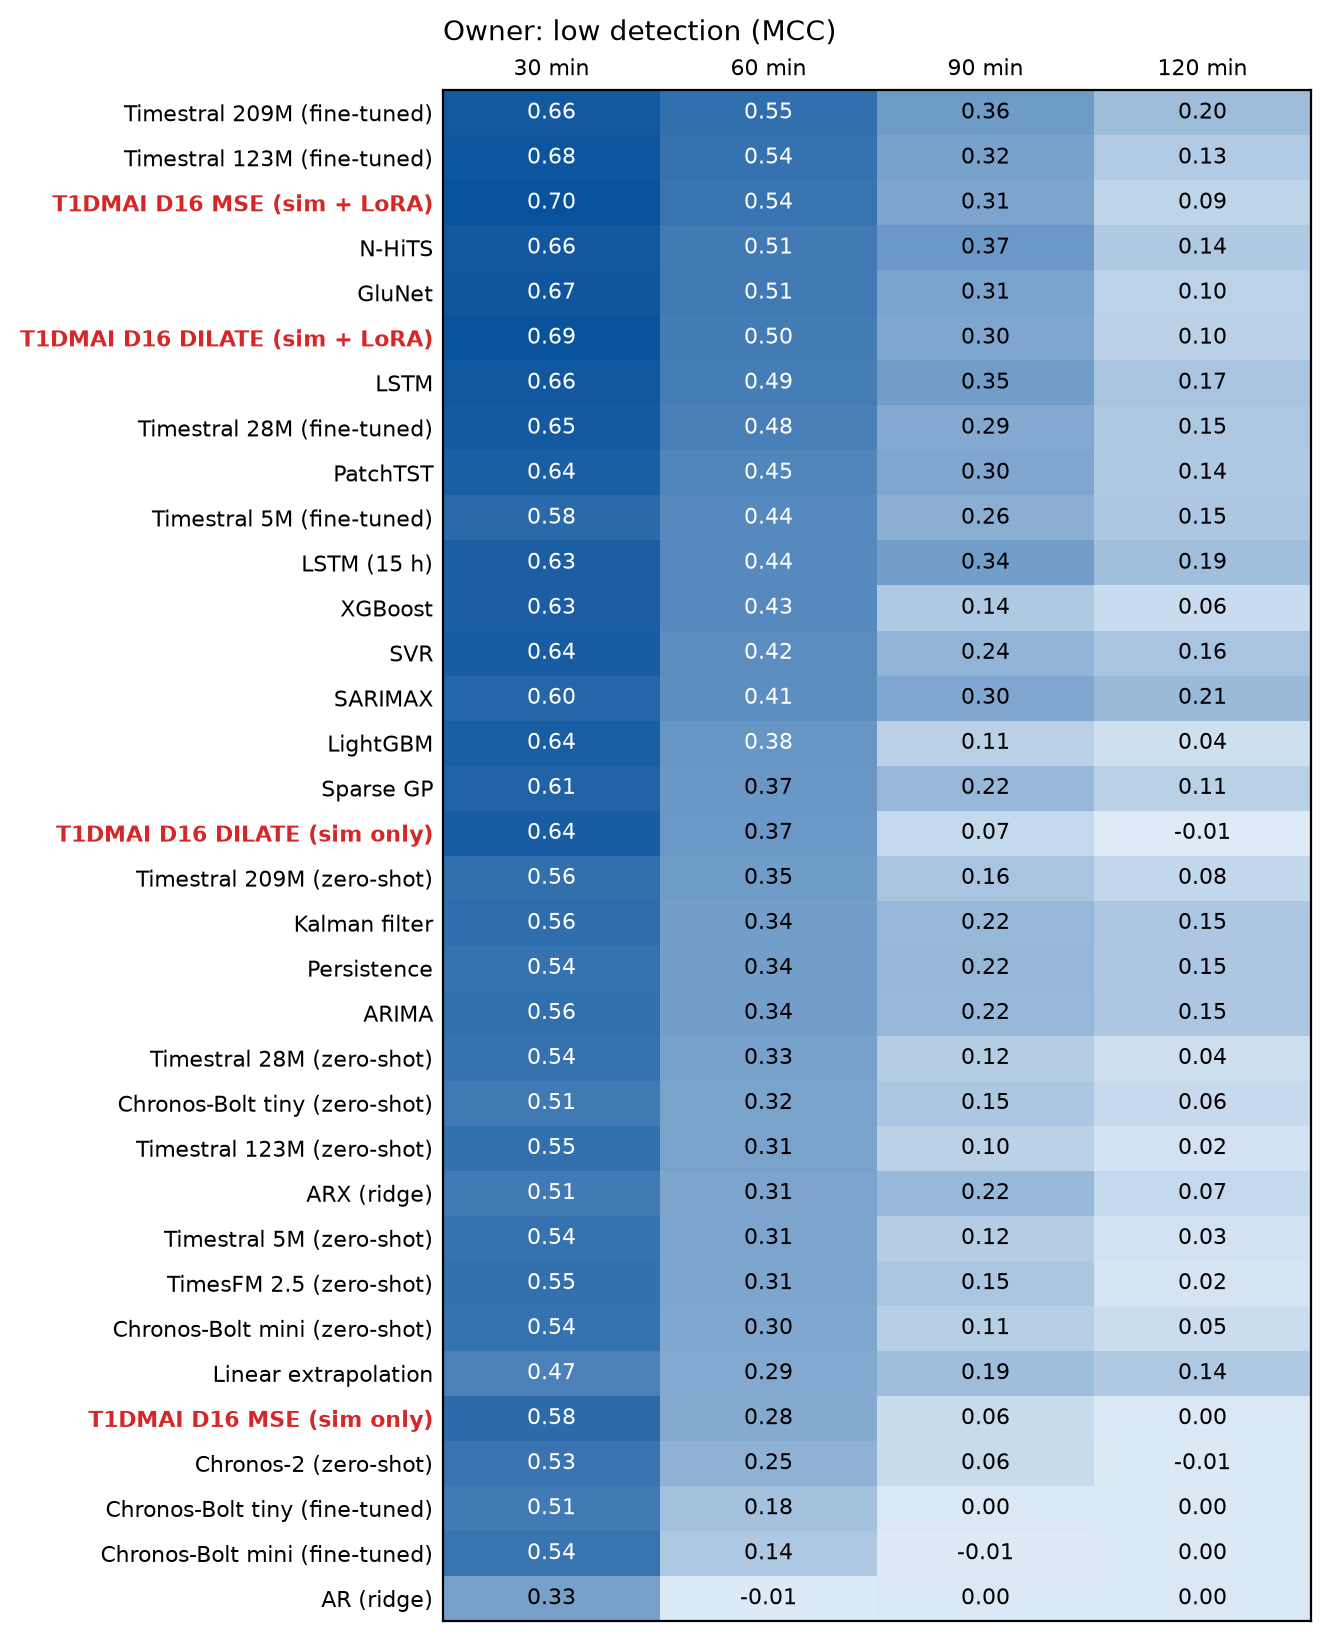 Owner: low detection (MCC)
30 min 60 min 90 min 120 min
Timestral 209M (fine-tuned) 0.66 0.55 0.36 0.20
Timestral 123M (fine-tuned) 0.68 0.54 0.32 0.13
T1DMAI D16 MSE (sim + LoRA) 0.70 0.54 0.31 0.09
N-HiTS 0.66 0.51 0.37 0.14
GluNet 0.67 0.51 0.31 0.10
T1DMAI D16 DILATE (sim + LoRA) 0.69 0.50 0.30 0.10
LSTM 0.66 0.49 0.35 0.17
Timestral 28M (fine-tuned) 0.65 0.48 0.29 0.15
PatchTST 0.64 0.45 0.30 0.14
Timestral 5M (fine-tuned) 0.58 0.44 0.26 0.15
LSTM (15 h) 0.63 0.44 0.34 0.19
XGBoost 0.63 0.43 0.14 0.06
SVR 0.64 0.42 0.24 0.16
SARIMAX 0.60 0.41 0.30 0.21
LightGBM 0.64 0.38 0.11 0.04
Sparse GP 0.61 0.37 0.22 0.11
T1DMAI D16 DILATE (sim only) 0.64 0.37 0.07 -0.01
Timestral 209M (zero-shot) 0.56 0.35 0.16 0.08
Kalman filter 0.56 0.34 0.22 0.15
Persistence 0.54 0.34 0.22 0.15
ARIMA 0.56 0.34 0.22 0.15
Timestral 28M (zero-shot) 0.54 0.33 0.12 0.04
Chronos-Bolt tiny (zero-shot) 0.51 0.32 0.15 0.06
Timestral 123M (zero-shot) 0.55 0.31 0.10 0.02
ARX (ridge) 0.51 0.31 0.22 0.07
Timestral 5M (zero-shot) 0.54 0.31 0.12 0.03
TimesFM 2.5 (zero-shot) 0.55 0.31 0.15 0.02
Chronos-Bolt mini (zero-shot) 0.54 0.30 0.11 0.05
Linear extrapolation 0.47 0.29 0.19 0.14
T1DMAI D16 MSE (sim only) 0.58 0.28 0.06 0.00
Chronos-2 (zero-shot) 0.53 0.25 0.06 -0.01
Chronos-Bolt tiny (fine-tuned) 0.51 0.18 0.00 0.00
Chronos-Bolt mini (fine-tuned) 0.54 0.14 -0.01 0.00
AR (ridge) 0.33 -0.01 0.00 0.00